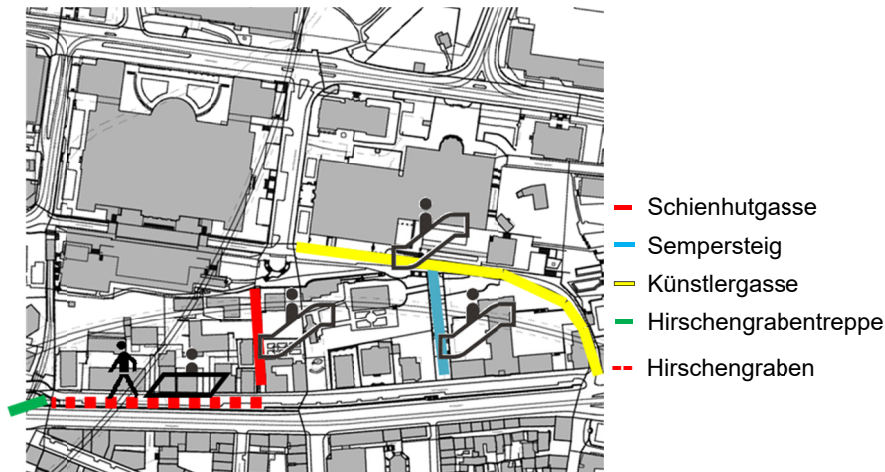 Schienhutgasse
Sempersteig
Künstlergasse
Hirschengrabentreppe
Hirschengraben